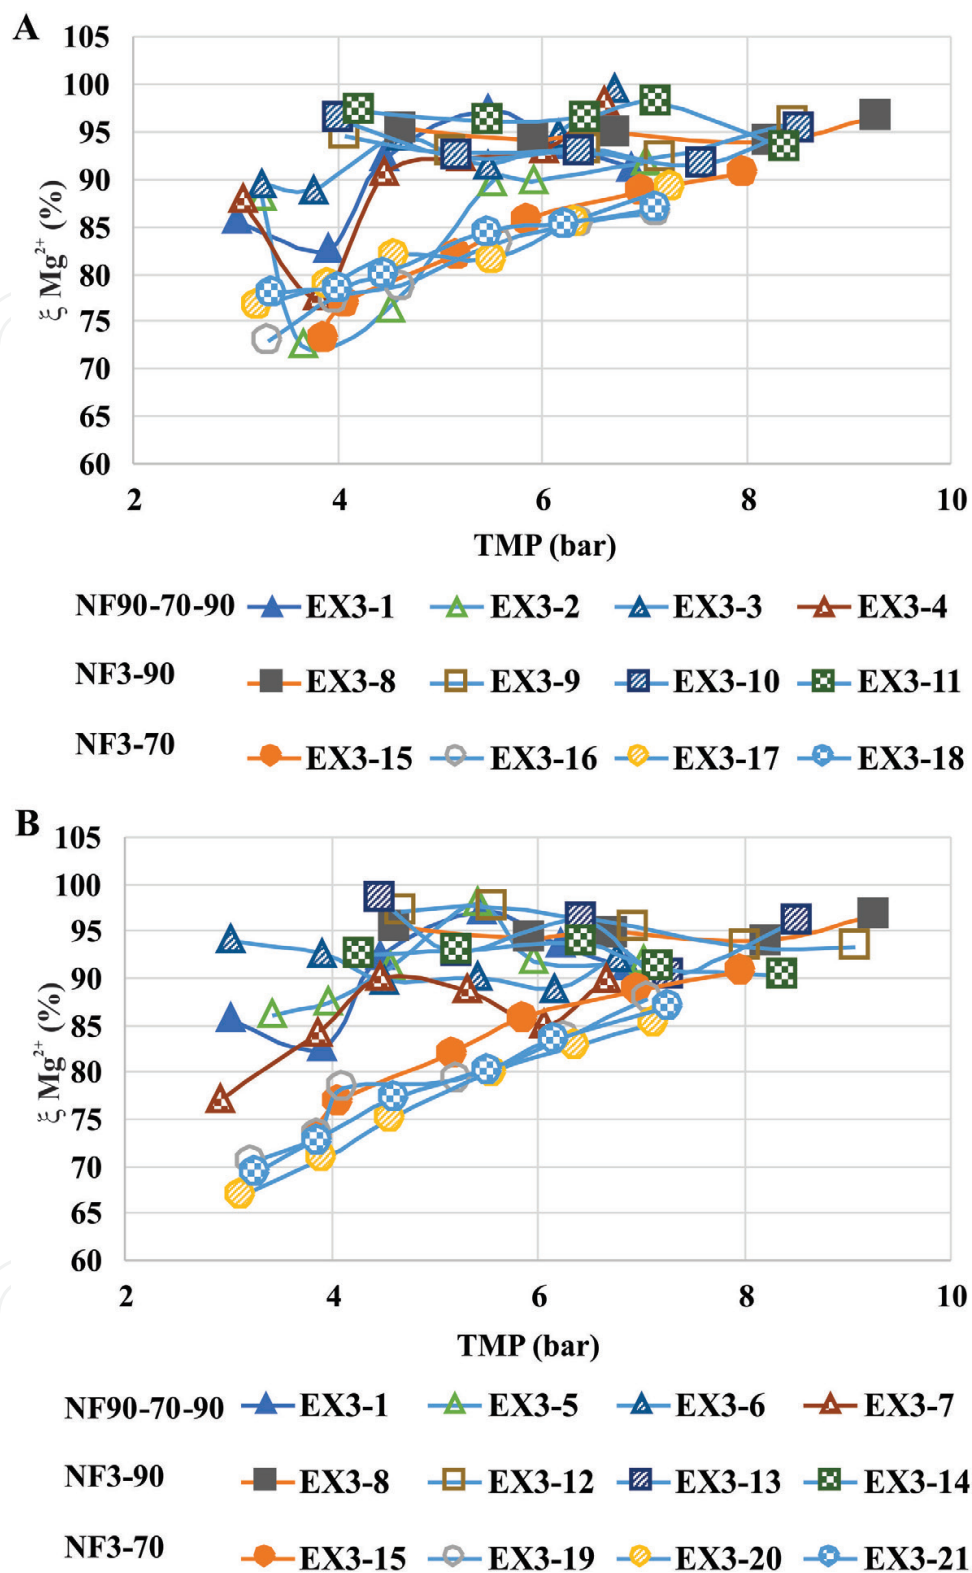 A
105
100
95
90
85
80
75
70
65
60
ξ Mg²⁺ (%)
2 4 6 8 10
TMP (bar)
NF90-70-90 EX3-1 EX3-2 EX3-3 EX3-4
NF3-90 EX3-8 EX3-9 EX3-10 EX3-11
NF3-70 EX3-15 EX3-16 EX3-17 EX3-18
B
105
100
95
90
85
80
75
70
65
60
ξ Mg²⁺ (%)
2 4 6 8 10
TMP (bar)
NF90-70-90 EX3-1 EX3-5 EX3-6 EX3-7
NF3-90 EX3-8 EX3-12 EX3-13 EX3-14
NF3-70 EX3-15 EX3-19 EX3-20 EX3-21